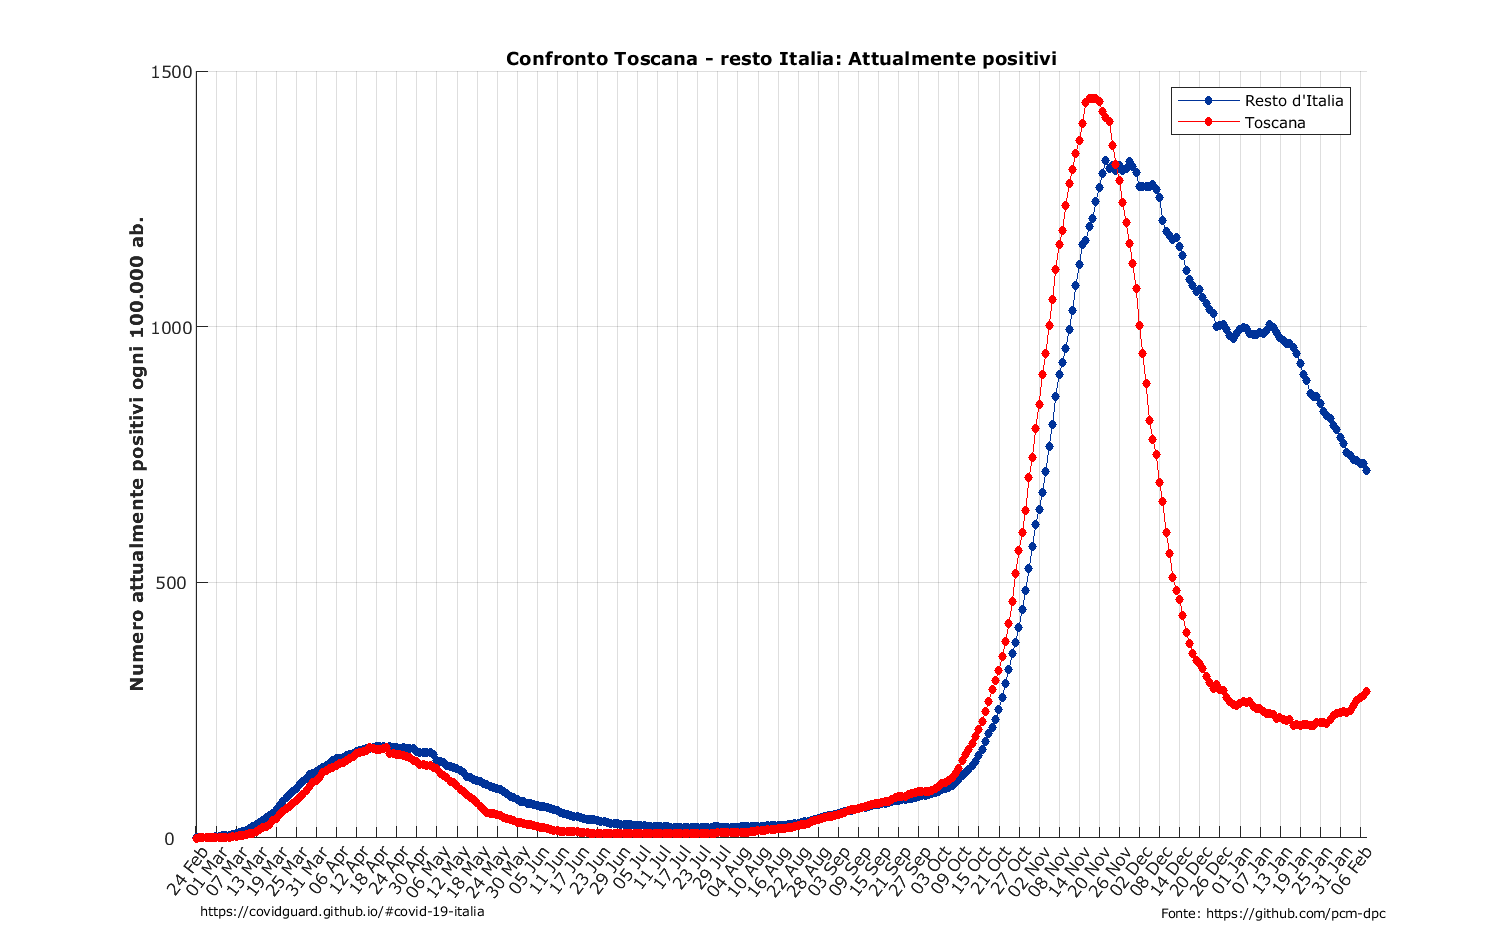 Confronto Toscana - resto Italia: Attualmente positivi
Numero attualmente positivi ogni 100.000 ab.
1500
1000
500
0
Resto d'Italia
Toscana
24 Feb
01 Mar
07 Mar
13 Mar
19 Mar
25 Mar
31 Mar
06 Apr
12 Apr
18 Apr
24 Apr
30 Apr
06 May
12 May
18 May
24 May
30 May
05 Jun
11 Jun
17 Jun
23 Jun
29 Jun
05 Jul
11 Jul
17 Jul
23 Jul
29 Jul
04 Aug
10 Aug
16 Aug
22 Aug
28 Aug
03 Sep
09 Sep
15 Sep
21 Sep
27 Sep
03 Oct
09 Oct
15 Oct
21 Oct
27 Oct
02 Nov
08 Nov
14 Nov
20 Nov
26 Nov
02 Dec
08 Dec
14 Dec
20 Dec
26 Dec
01 Jan
07 Jan
13 Jan
19 Jan
25 Jan
31 Jan
06 Feb
https://covidguard.github.io/#covid-19-italia
Fonte: https://github.com/pcm-dpc